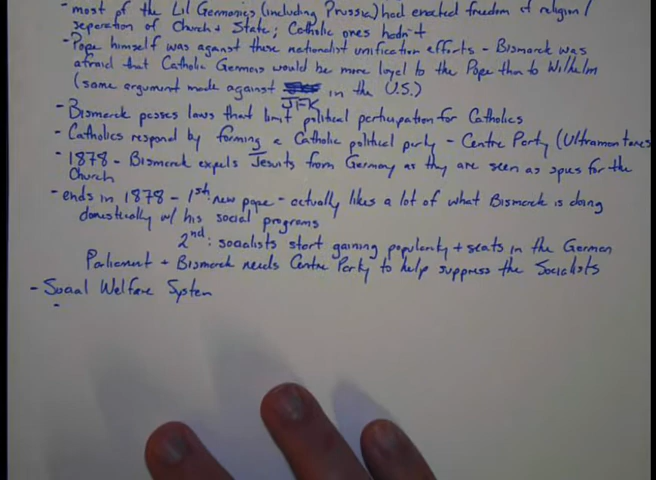 - most of the Lil Germanies (including Prussia) had enacted freedom of religion/
seperation of Church + State; Catholic ones hadn't
- Pope himself was against these nationalist unification efforts - Bismarck was
afraid that Catholic Germans would be more loyal to the Pope than to Wilhelm
(same argument made against JFK in the U.S.)
- Bismarck passes laws that limit political perticupation for Catholics
- Catholics respond by forming a Catholic political party - Centre Party (Ultramontanes
- 1878 - Bismarck expels Jesuits from Germany as they are seen as spies for the
Church
- ends in 1878 - 1st: new pope - actually likes a lot of what Bismarck is doing
domestically w/ his social programs
2nd: socialists start gaining popularity + seats in the German
Parliament + Bismarck needs Centre Party to help suppress the Socialists
- Social Welfare System
-